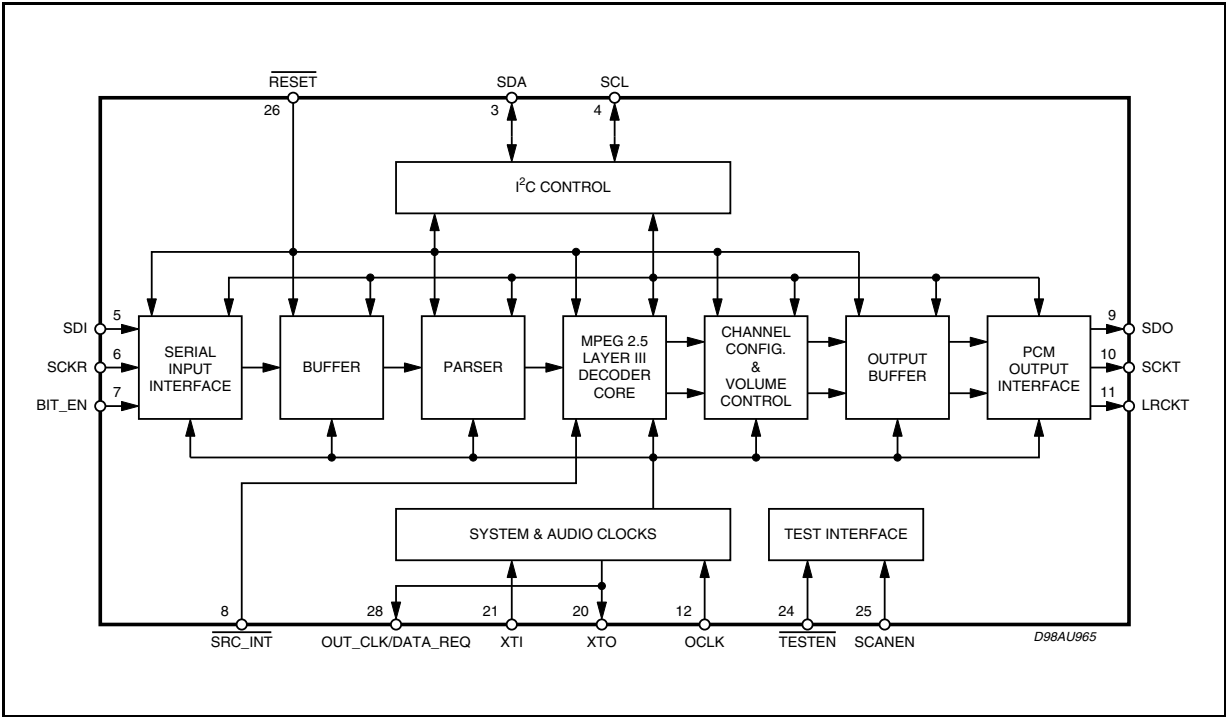 RESET
SDA
SCL
26
3
4
I²C CONTROL
SDI
5
SCKR
6
BIT_EN
7
SERIAL
INPUT
INTERFACE
BUFFER
PARSER
MPEG 2.5
LAYER III
DECODER
CORE
CHANNEL
CONFIG.
&
VOLUME
CONTROL
OUTPUT
BUFFER
PCM
OUTPUT
INTERFACE
9
SDO
10
SCKT
11
LRCKT
SYSTEM & AUDIO CLOCKS
TEST INTERFACE
8
28
21
20
12
24
25
SRC_INT
OUT_CLK/DATA_REQ
XTI
XTO
OCLK
TESTEN
SCANEN
D98AU965